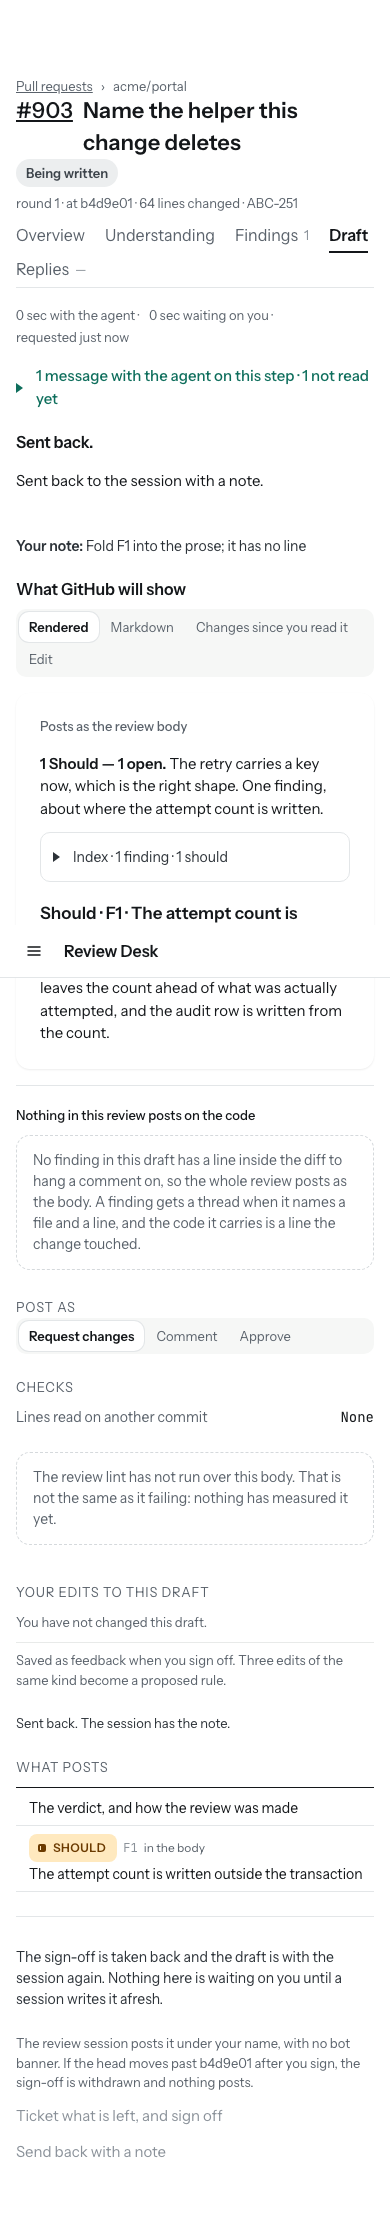 Pull requests › acme/portal
#903 Name the helper this
change deletes
Being written
round 1 · at b4d9e01 · 64 lines changed · ABC-251
Overview Understanding Findings 1 Draft
Replies —
0 sec with the agent · 0 sec waiting on you ·
requested just now
1 message with the agent on this step · 1 not read
yet
Sent back.
Sent back to the session with a note.
Your note: Fold F1 into the prose; it has no line
What GitHub will show
Rendered Markdown Changes since you read it
Edit
Posts as the review body
1 Should — 1 open. The retry carries a key
now, which is the right shape. One finding,
about where the attempt count is written.
Index · 1 finding · 1 should
Should · F1 · The attempt count is
Review Desk
leaves the count ahead of what was actually
attempted, and the audit row is written from
the count.
Nothing in this review posts on the code
No finding in this draft has a line inside the diff to
hang a comment on, so the whole review posts as
the body. A finding gets a thread when it names a
file and a line, and the code it carries is a line the
change touched.
POST AS
Request changes Comment Approve
CHECKS
Lines read on another commit None
The review lint has not run over this body. That is
not the same as it failing: nothing has measured it
yet.
YOUR EDITS TO THIS DRAFT
You have not changed this draft.
Saved as feedback when you sign off. Three edits of the
same kind become a proposed rule.
Sent back. The session has the note.
WHAT POSTS
The verdict, and how the review was made
SHOULD F1 in the body
The attempt count is written outside the transaction
The sign-off is taken back and the draft is with the
session again. Nothing here is waiting on you until a
session writes it afresh.
The review session posts it under your name, with no bot
banner. If the head moves past b4d9e01 after you sign, the
sign-off is withdrawn and nothing posts.
Ticket what is left, and sign off
Send back with a note